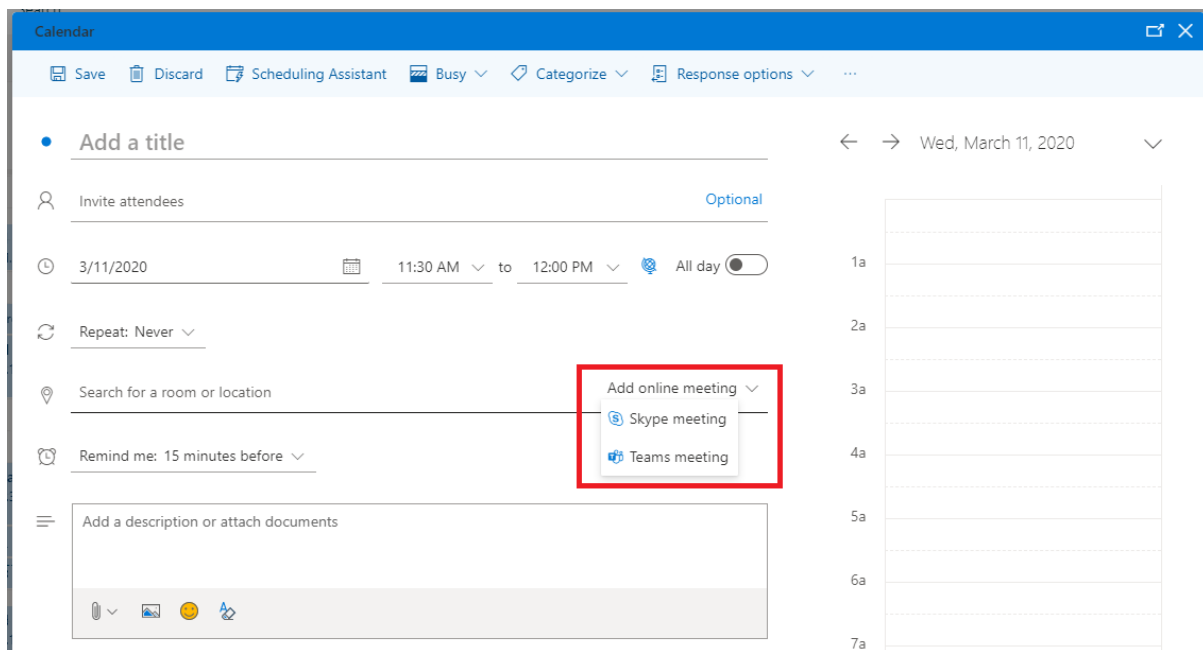 Calendar
Save Discard Scheduling Assistant Busy Categorize Response options ...
Add a title
Wed, March 11, 2020
Invite attendees Optional
3/11/2020 11:30 AM to 12:00 PM All day
1a
Repeat: Never
2a
Search for a room or location Add online meeting
3a
Skype meeting
Teams meeting
Remind me: 15 minutes before
4a
Add a description or attach documents
5a
6a
7a